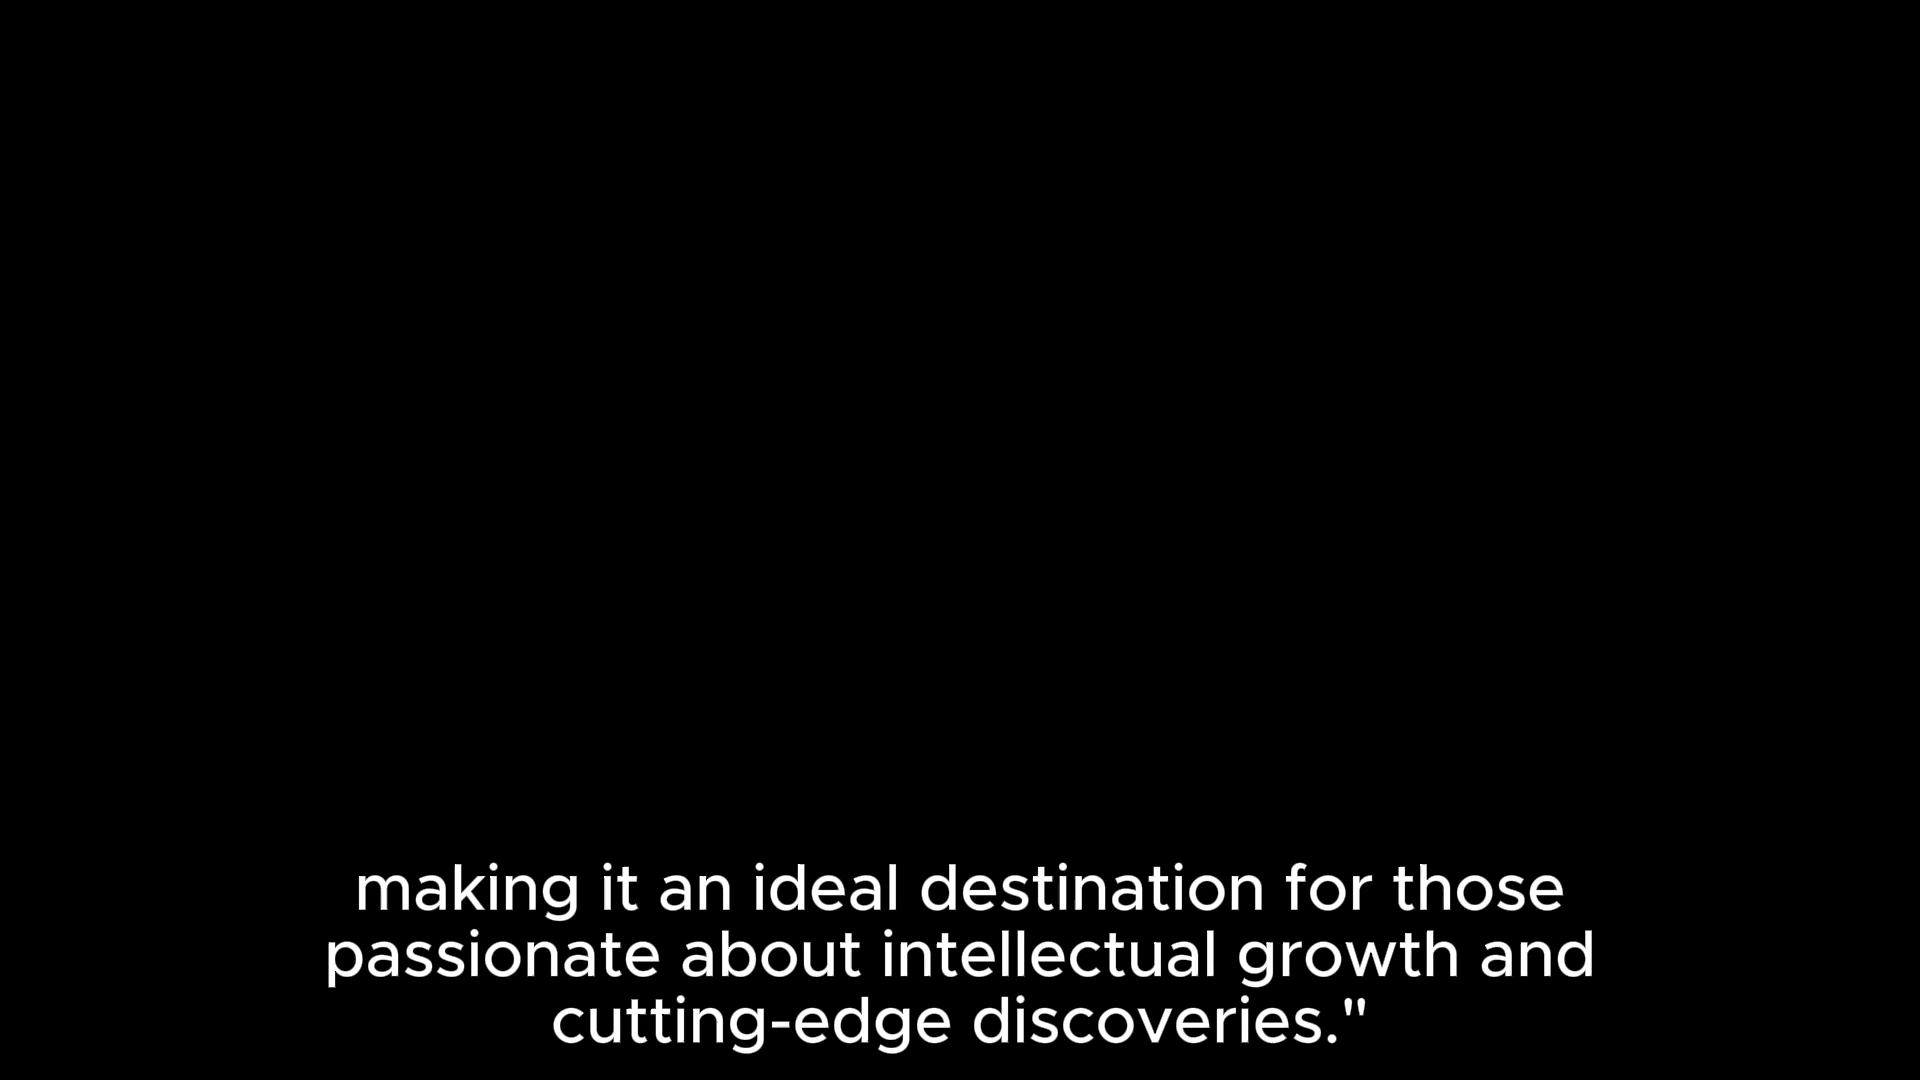 making it an ideal destination for those
passionate about intellectual growth and
cutting-edge discoveries."